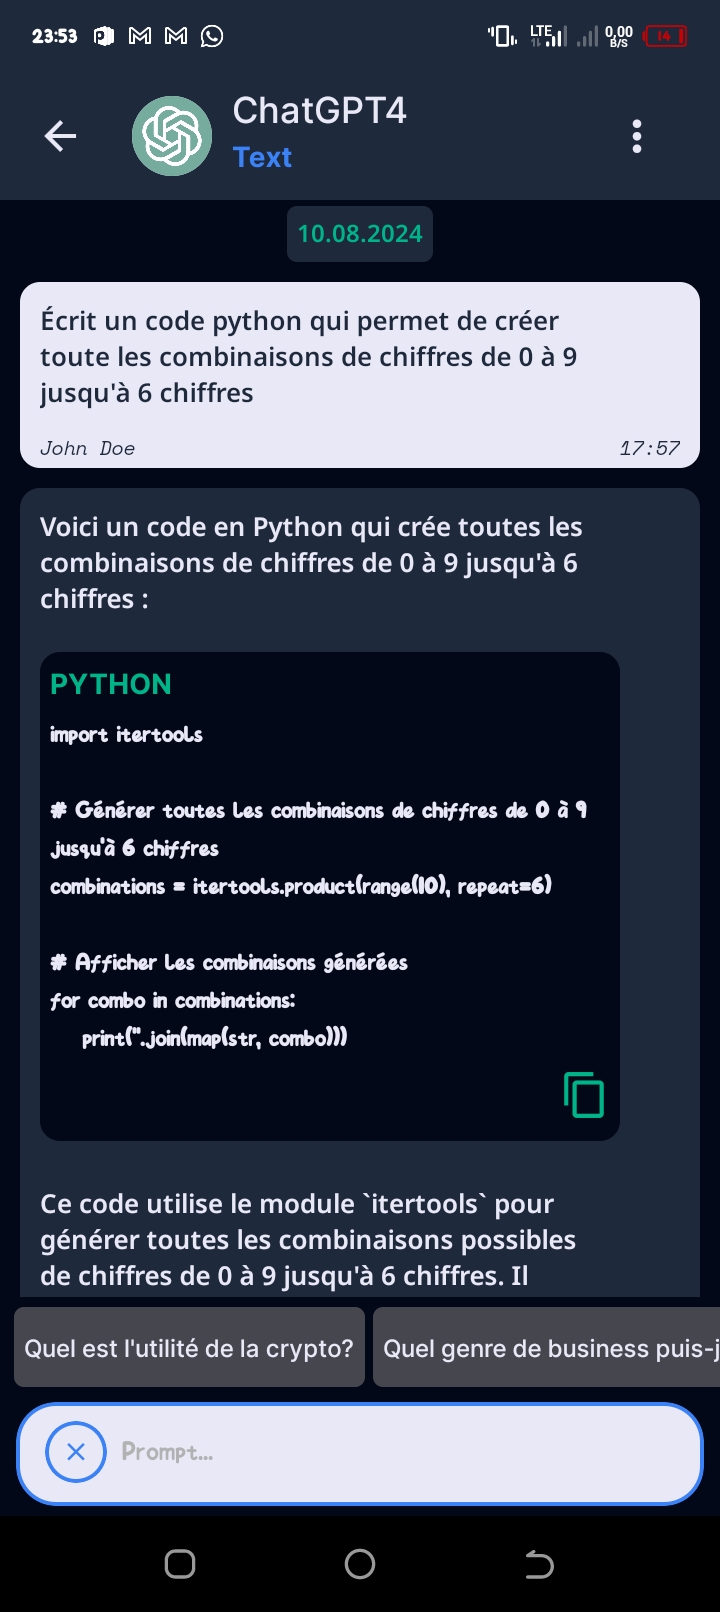 23:53
LTE
0,00
B/S
14
ChatGPT4
Text
10.08.2024
Écrit un code python qui permet de créer
toute les combinaisons de chiffres de 0 à 9
jusqu'à 6 chiffres
John Doe 17:57
Voici un code en Python qui crée toutes les
combinaisons de chiffres de 0 à 9 jusqu'à 6
chiffres :
PYTHON
import itertools
# Générer toutes les combinaisons de chiffres de 0 à 9
jusqu'à 6 chiffres
combinations = itertools.product(range(10), repeat=6)
# Afficher les combinaisons générées
for combo in combinations:
print(''.join(map(str, combo)))
Ce code utilise le module `itertools` pour
générer toutes les combinaisons possibles
de chiffres de 0 à 9 jusqu'à 6 chiffres. Il
Quel est l'utilité de la crypto? Quel genre de business puis-j
Prompt...